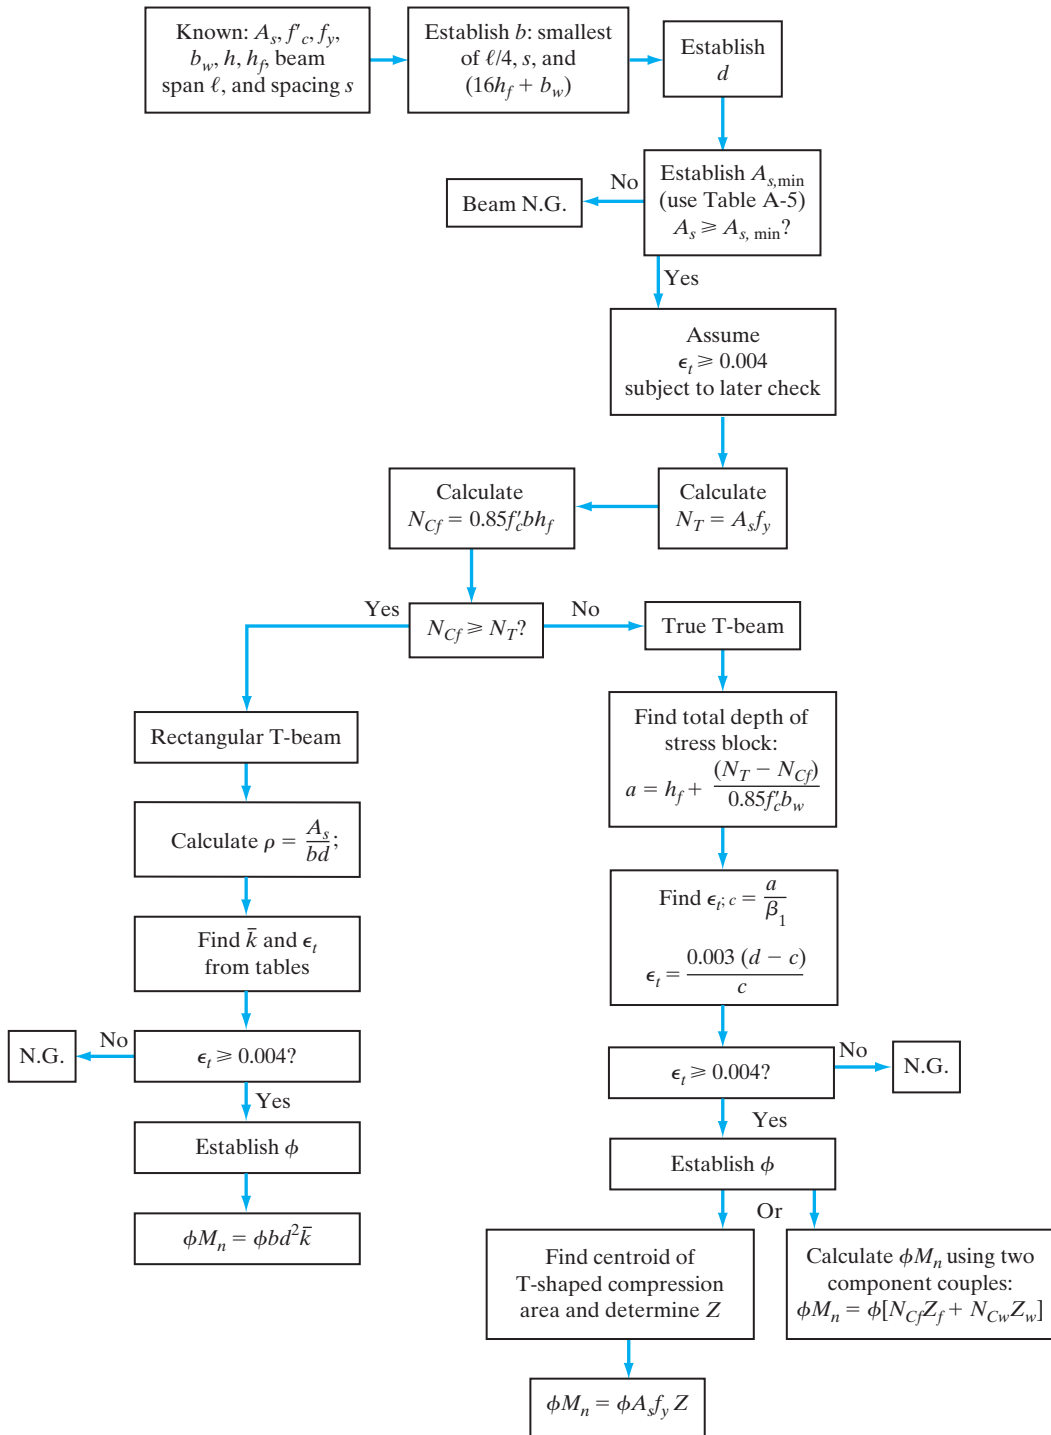 Known: A_s, f'_c, f_y,
b_w, h, h_f, beam
span ℓ, and spacing s
Establish b: smallest
of ℓ/4, s, and
(16h_f + b_w)
Establish
d
Establish A_s,min
(use Table A-5)
A_s ⩾ A_s, min?
No
Beam N.G.
Yes
Assume
ϵ_t ⩾ 0.004
subject to later check
Calculate
N_T = A_s f_y
Calculate
N_Cf = 0.85f'_c bh_f
N_Cf ⩾ N_T?
Yes
No
True T-beam
Rectangular T-beam
Calculate ρ = A_s/bd;
Find k̄ and ϵ_t
from tables
ϵ_t ⩾ 0.004?
No
N.G.
Yes
Establish ϕ
ϕM_n = ϕbd² k̄
Find total depth of
stress block:
a = h_f + (N_T − N_Cf)/0.85f'_c b_w
Find ϵ_t; c = a/β_1
ϵ_t = 0.003 (d − c)/c
ϵ_t ⩾ 0.004?
No
N.G.
Yes
Establish ϕ
Or
Find centroid of
T-shaped compression
area and determine Z
ϕM_n = ϕA_s f_y Z
Calculate ϕM_n using two
component couples:
ϕM_n = ϕ[N_Cf Z_f + N_Cw Z_w]